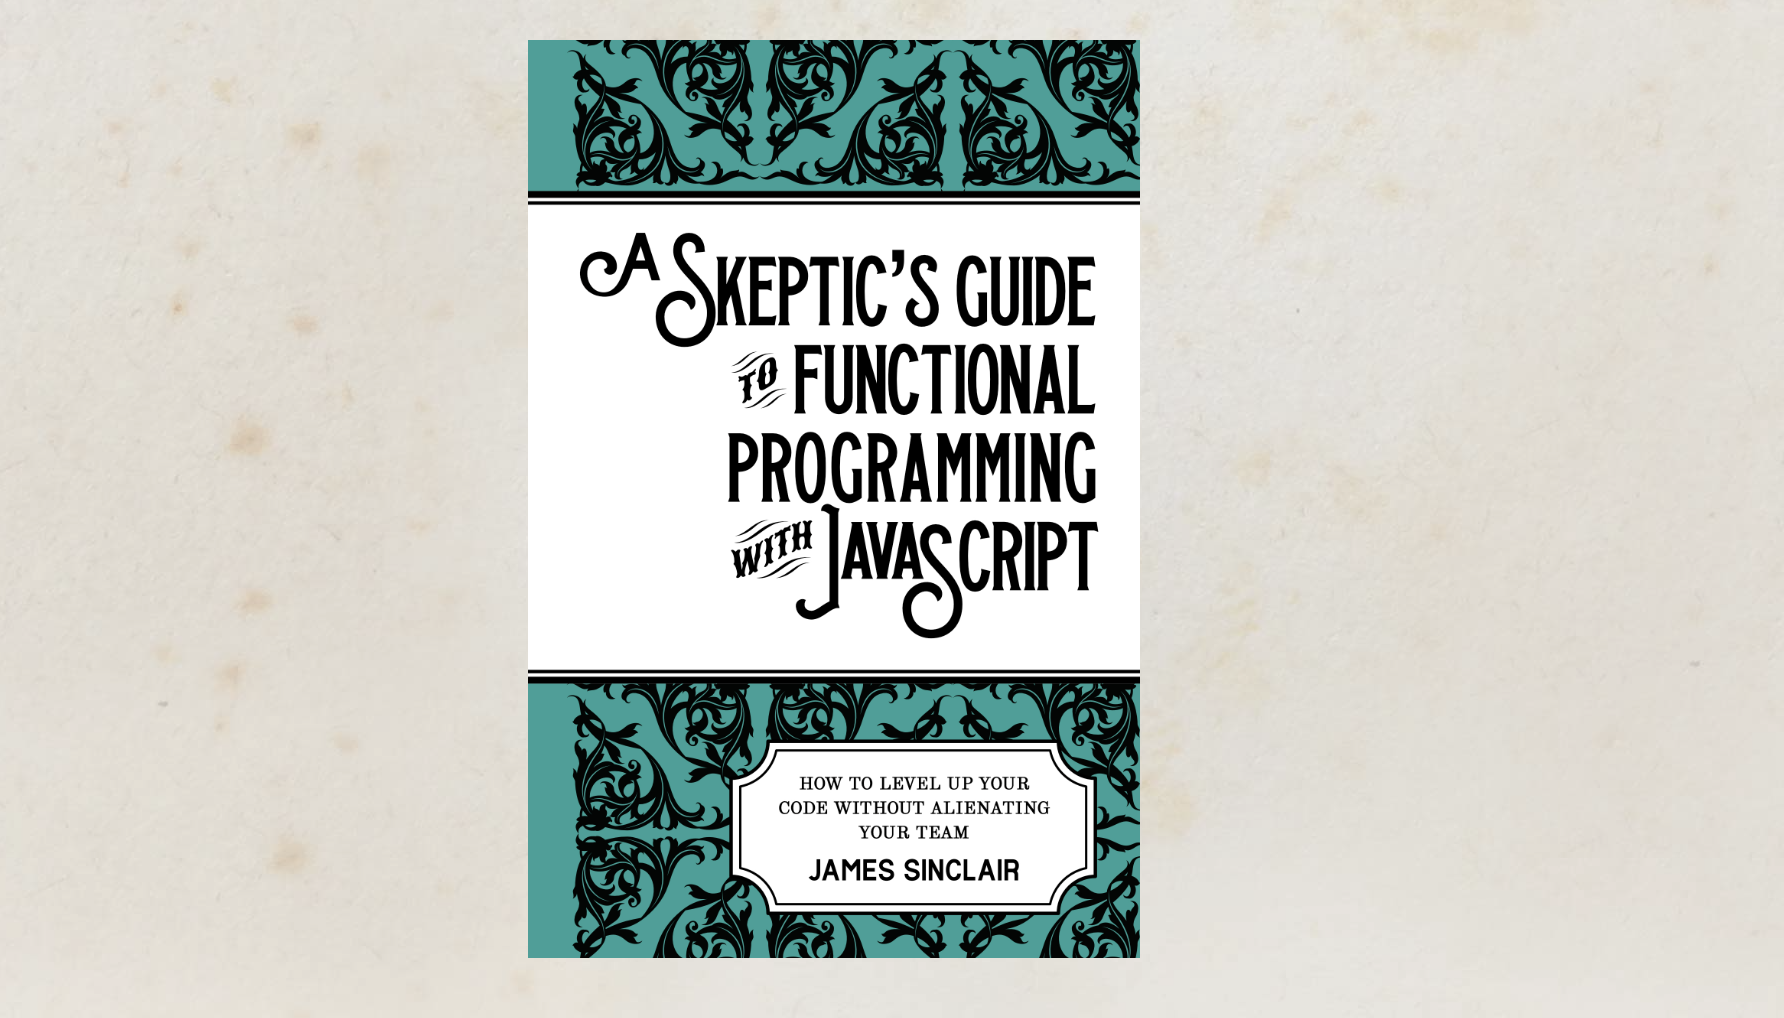 A SKEPTIC’S GUIDE
TO FUNCTIONAL
PROGRAMMING
WITH JAVASCRIPT
HOW TO LEVEL UP YOUR
CODE WITHOUT ALIENATING
YOUR TEAM
JAMES SINCLAIR